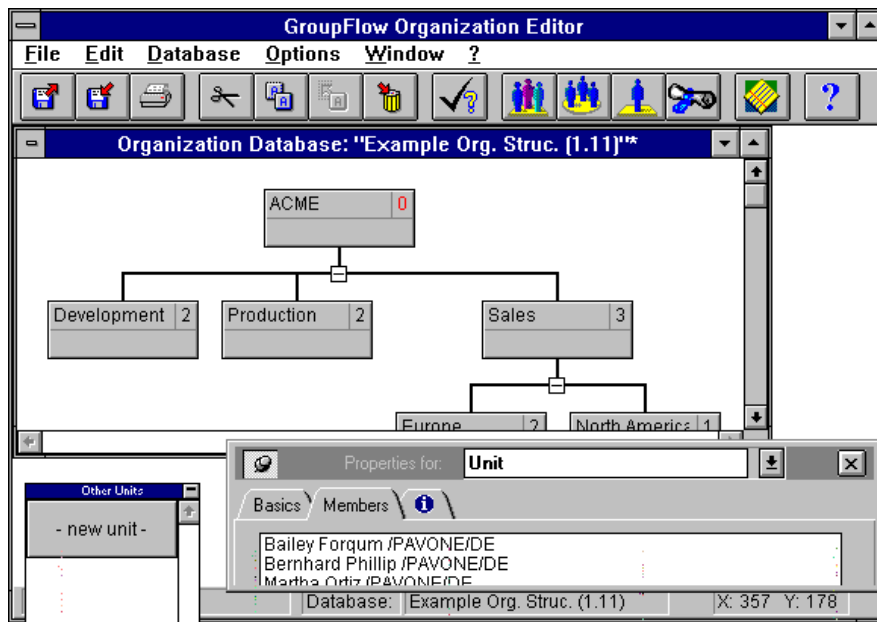 GroupFlow Organization Editor
File Edit Database Options Window ?
Organization Database: "Example Org. Struc. (1.11)"*
ACME 0
Development 2 Production 2 Sales 3
Europe 2 North America 1
Properties for: Unit
Basics Members
Other Units
- new unit -
Bailey Forqum /PAVONE/DE
Bernhard Phillip /PAVONE/DE
Martha Ortiz /PAVONE/DE
Database: Example Org. Struc. (1.11) X: 357 Y: 178